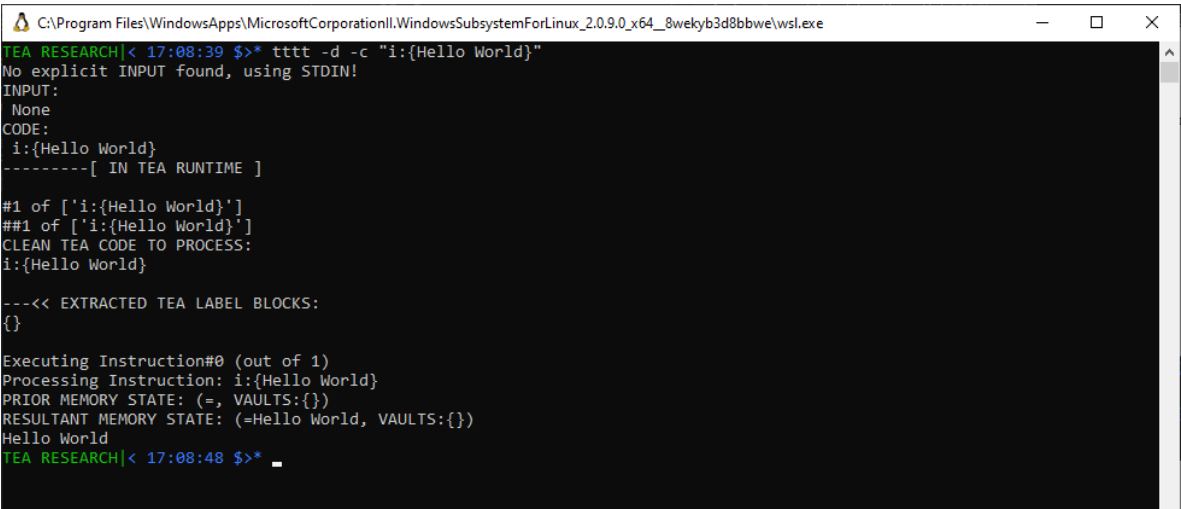 C:\Program Files\WindowsApps\MicrosoftCorporationII.WindowsSubsystemForLinux_2.0.9.0_x64__8wekyb3d8bbwe\wsl.exe
TEA RESEARCH|< 17:08:39 $>* tttt -d -c "i:{Hello World}"
No explicit INPUT found, using STDIN!
INPUT:
 None
CODE:
 i:{Hello World}
---------[ IN TEA RUNTIME ]
#1 of ['i:{Hello World}']
##1 of ['i:{Hello World}']
CLEAN TEA CODE TO PROCESS:
i:{Hello World}
---<< EXTRACTED TEA LABEL BLOCKS:
{}
Executing Instruction#0 (out of 1)
Processing Instruction: i:{Hello World}
PRIOR MEMORY STATE: (=, VAULTS:{})
RESULTANT MEMORY STATE: (=Hello World, VAULTS:{})
Hello World
TEA RESEARCH|< 17:08:48 $>*